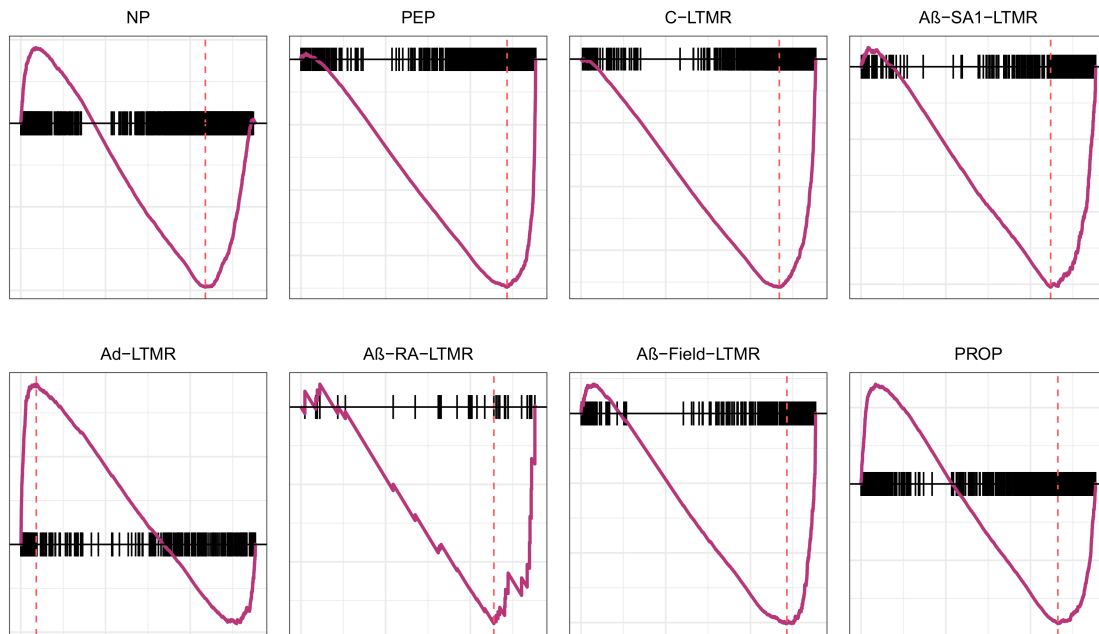 NP
PEP
C−LTMR
Aß−SA1−LTMR
Ad−LTMR
Aß−RA−LTMR
Aß−Field−LTMR
PROP